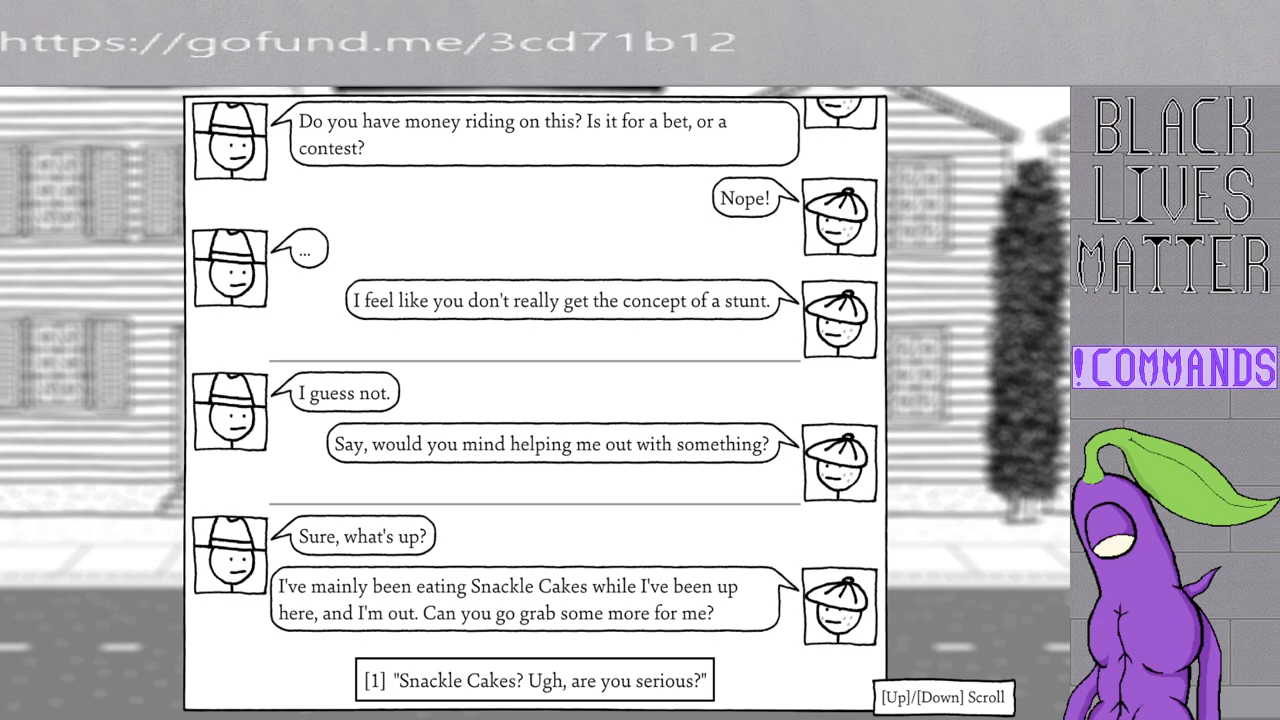 https://gofund.me/3cd71b12
BLACK
LIVES
MATTER
!COMMANDS
Do you have money riding on this? Is it for a bet, or a
contest?
Nope!
...
I feel like you don't really get the concept of a stunt.
I guess not.
Say, would you mind helping me out with something?
Sure, what's up?
I've mainly been eating Snackle Cakes while I've been up
here, and I'm out. Can you go grab some more for me?
[1] "Snackle Cakes? Ugh, are you serious?"
[Up]/[Down] Scroll